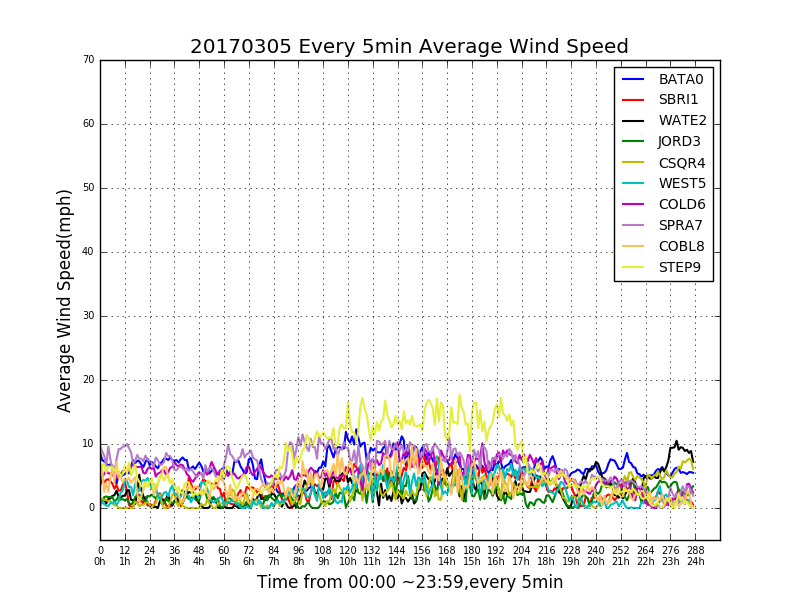 20170305 Every 5min Average Wind Speed
70
60
50
40
30
20
10
0
Average Wind Speed(mph)
BATA0
SBRI1
WATE2
JORD3
CSQR4
WEST5
COLD6
SPRA7
COBL8
STEP9
0 12 24 36 48 60 72 84 96 108 120 132 144 156 168 180 192 204 216 228 240 252 264 276 288
0h 1h 2h 3h 4h 5h 6h 7h 8h 9h 10h 11h 12h 13h 14h 15h 16h 17h 18h 19h 20h 21h 22h 23h 24h
Time from 00:00 ~23:59,every 5min